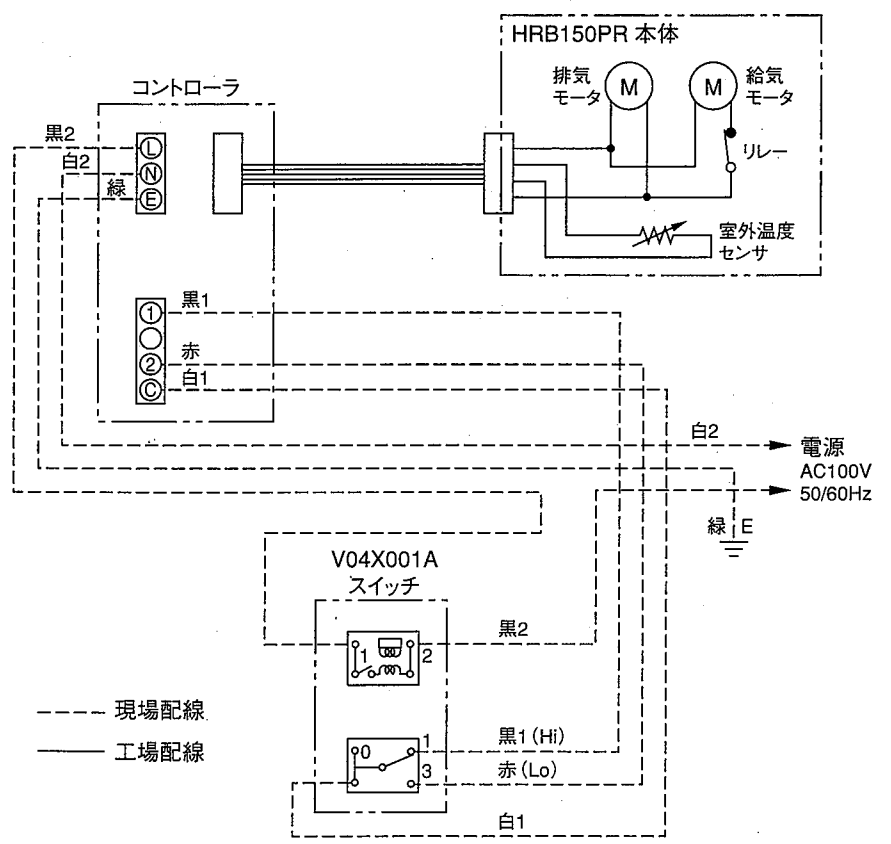 HRB150PR 本体
排気
モータ
M
M
給気
モータ
リレー
室外温度
センサ
コントローラ
黒2
L
白2
N
緑
E
1
黒1
2
赤
C
白1
白2
電源
AC100V
50/60Hz
緑
E
V04X001A
スイッチ
1
2
黒2
0
1
黒1(Hi)
3
赤(Lo)
白1
現場配線
工場配線